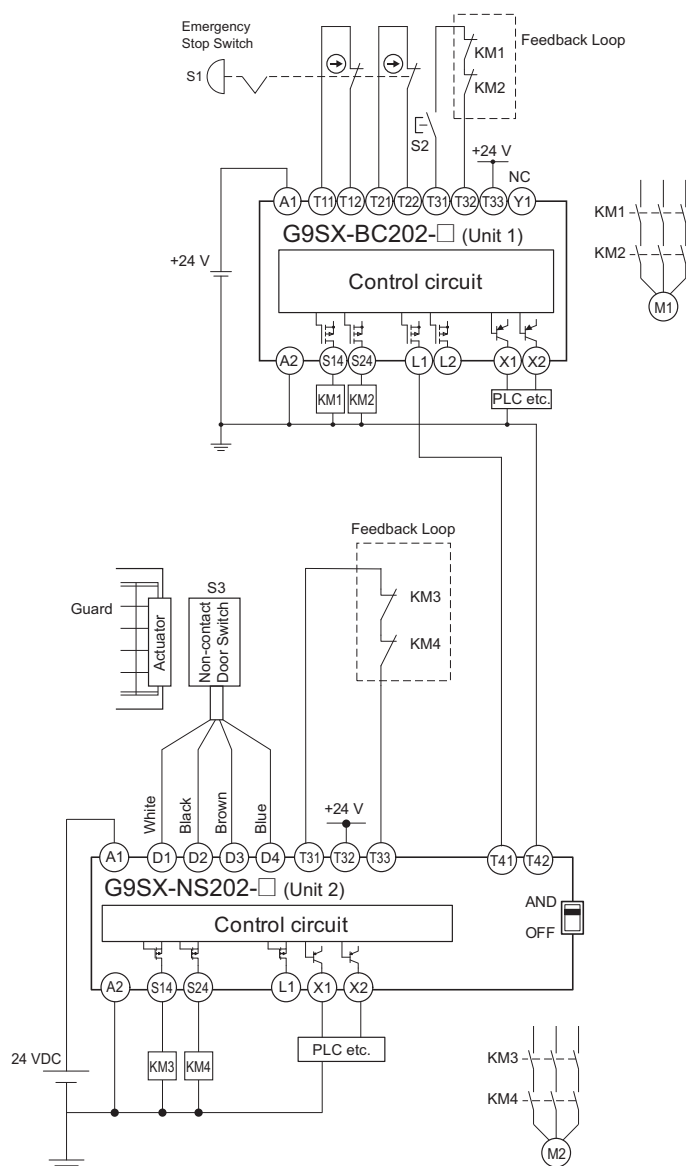 Emergency
Stop Switch
S1
Feedback Loop
KM1
KM2
S2
+24 V
NC
A1 T11 T12 T21 T22 T31 T32 T33 Y1
G9SX-BC202-□ (Unit 1)
+24 V
Control circuit
KM1
KM2
M1
A2 S14 S24 L1 L2 X1 X2
KM1 KM2 PLC etc.
Feedback Loop
KM3
KM4
S3
Guard
Actuator
Non-contact
Door Switch
White
Black
Brown
Blue
+24 V
A1 D1 D2 D3 D4 T31 T32 T33 T41 T42
G9SX-NS202-□ (Unit 2)
AND
OFF
Control circuit
A2 S14 S24 L1 X1 X2
24 VDC
KM3 KM4 PLC etc.
KM3
KM4
M2